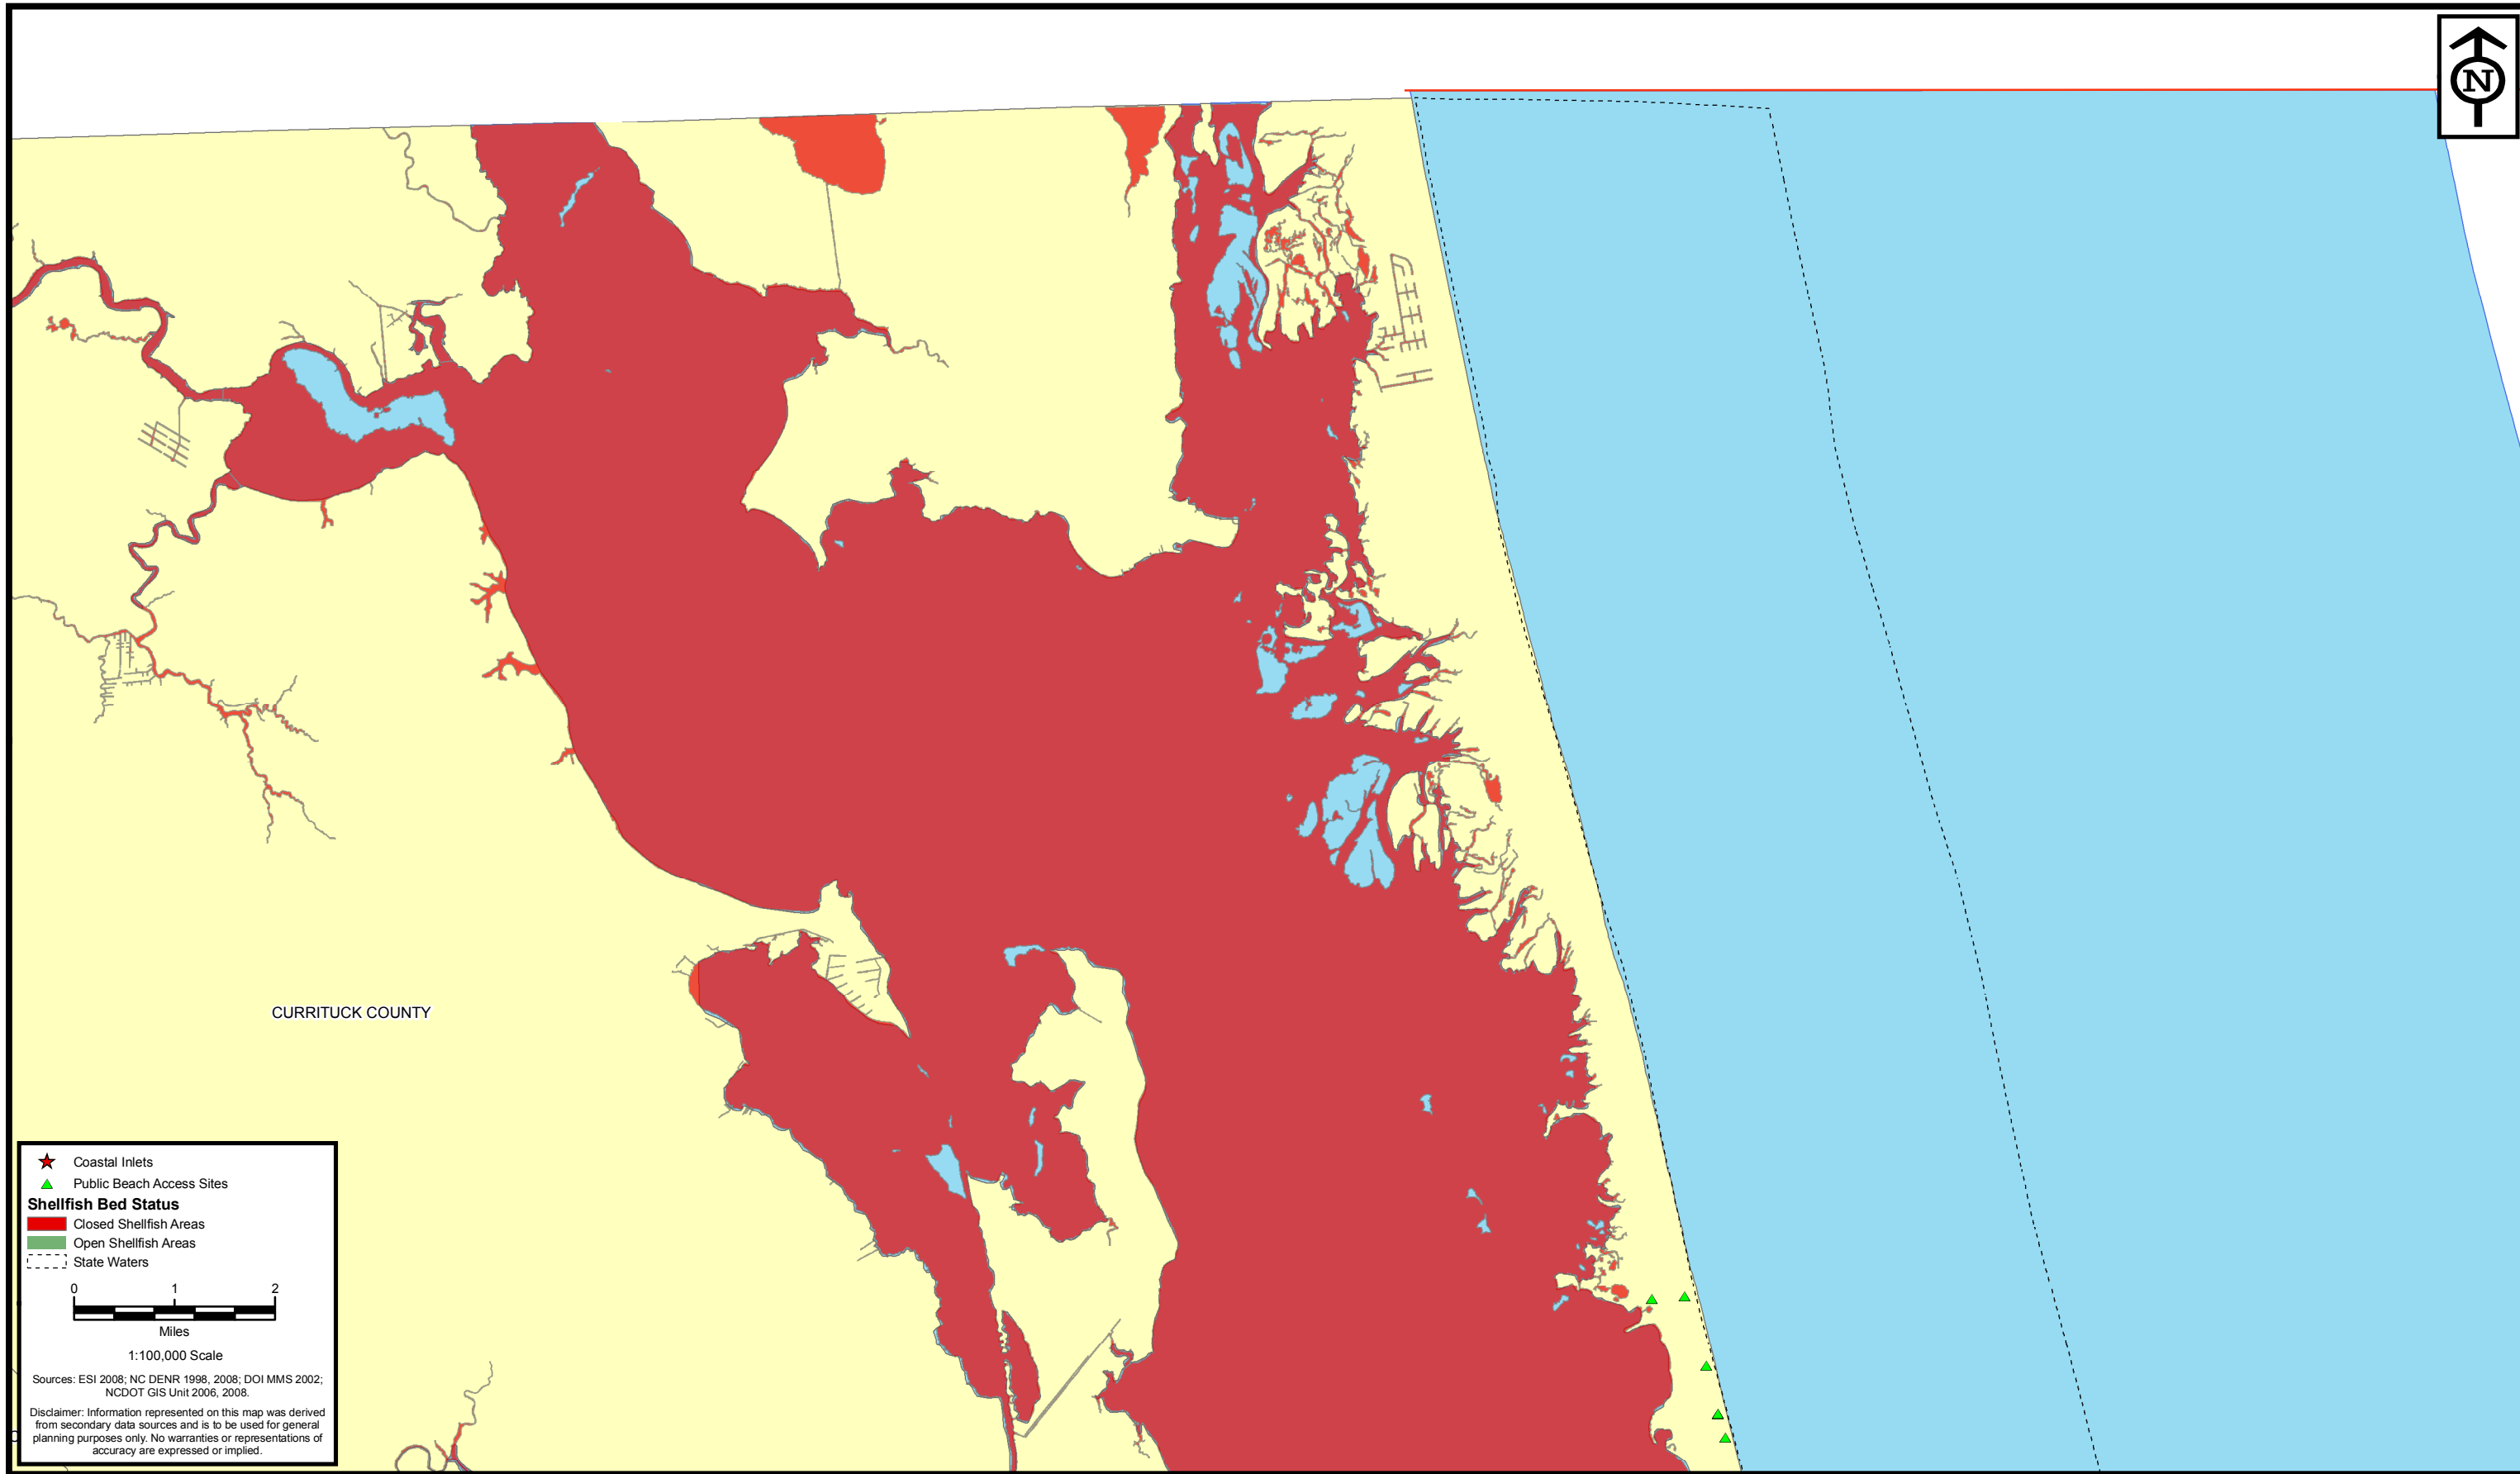 N
CURRITUCK COUNTY
Coastal Inlets
Public Beach Access Sites
Shellfish Bed Status
Closed Shellfish Areas
Open Shellfish Areas
State Waters
0 1 2
Miles
1:100,000 Scale
Sources: ESI 2008; NC DENR 1998, 2008; DOI MMS 2002;
NCDOT GIS Unit 2006, 2008.
Disclaimer: Information represented on this map was derived
from secondary data sources and is to be used for general
planning purposes only. No warranties or representations of
accuracy are expressed or implied.